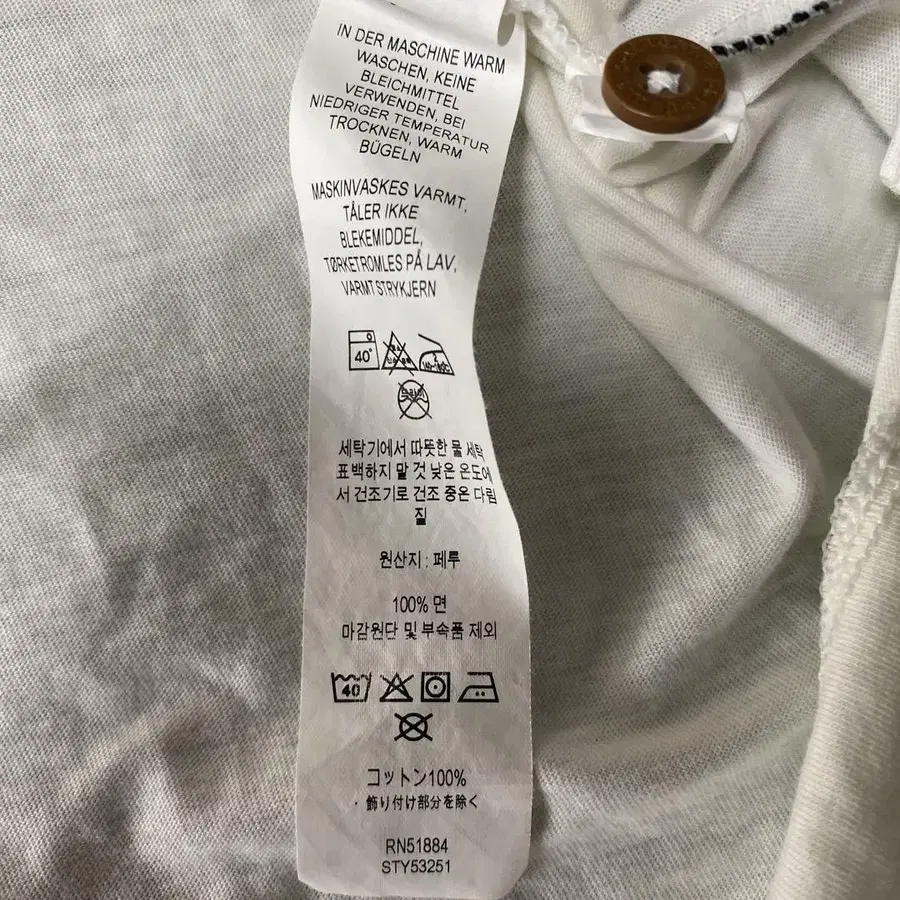 IN DER MASCHINE WARM
WASCHEN, KEINE
BLEICHMITTEL
VERWENDEN, BEI
NIEDRIGER TEMPERATUR
TROCKNEN, WARM
BÜGELN
MASKINVASKES VARMT,
TÅLER IKKE
BLEKEMIDDEL,
TØRKETROMLES PÅ LAV,
VARMT STRYKJERN
40°
세탁기에서 따뜻한 물 세탁
표백하지 말 것 낮은 온도에
서 건조기로 건조 중온 다림
질
원산지 : 페루
100% 면
마감원단 및 부속품 제외
40
コットン100%
・飾り付け部分を除く
RN51884
STY53251